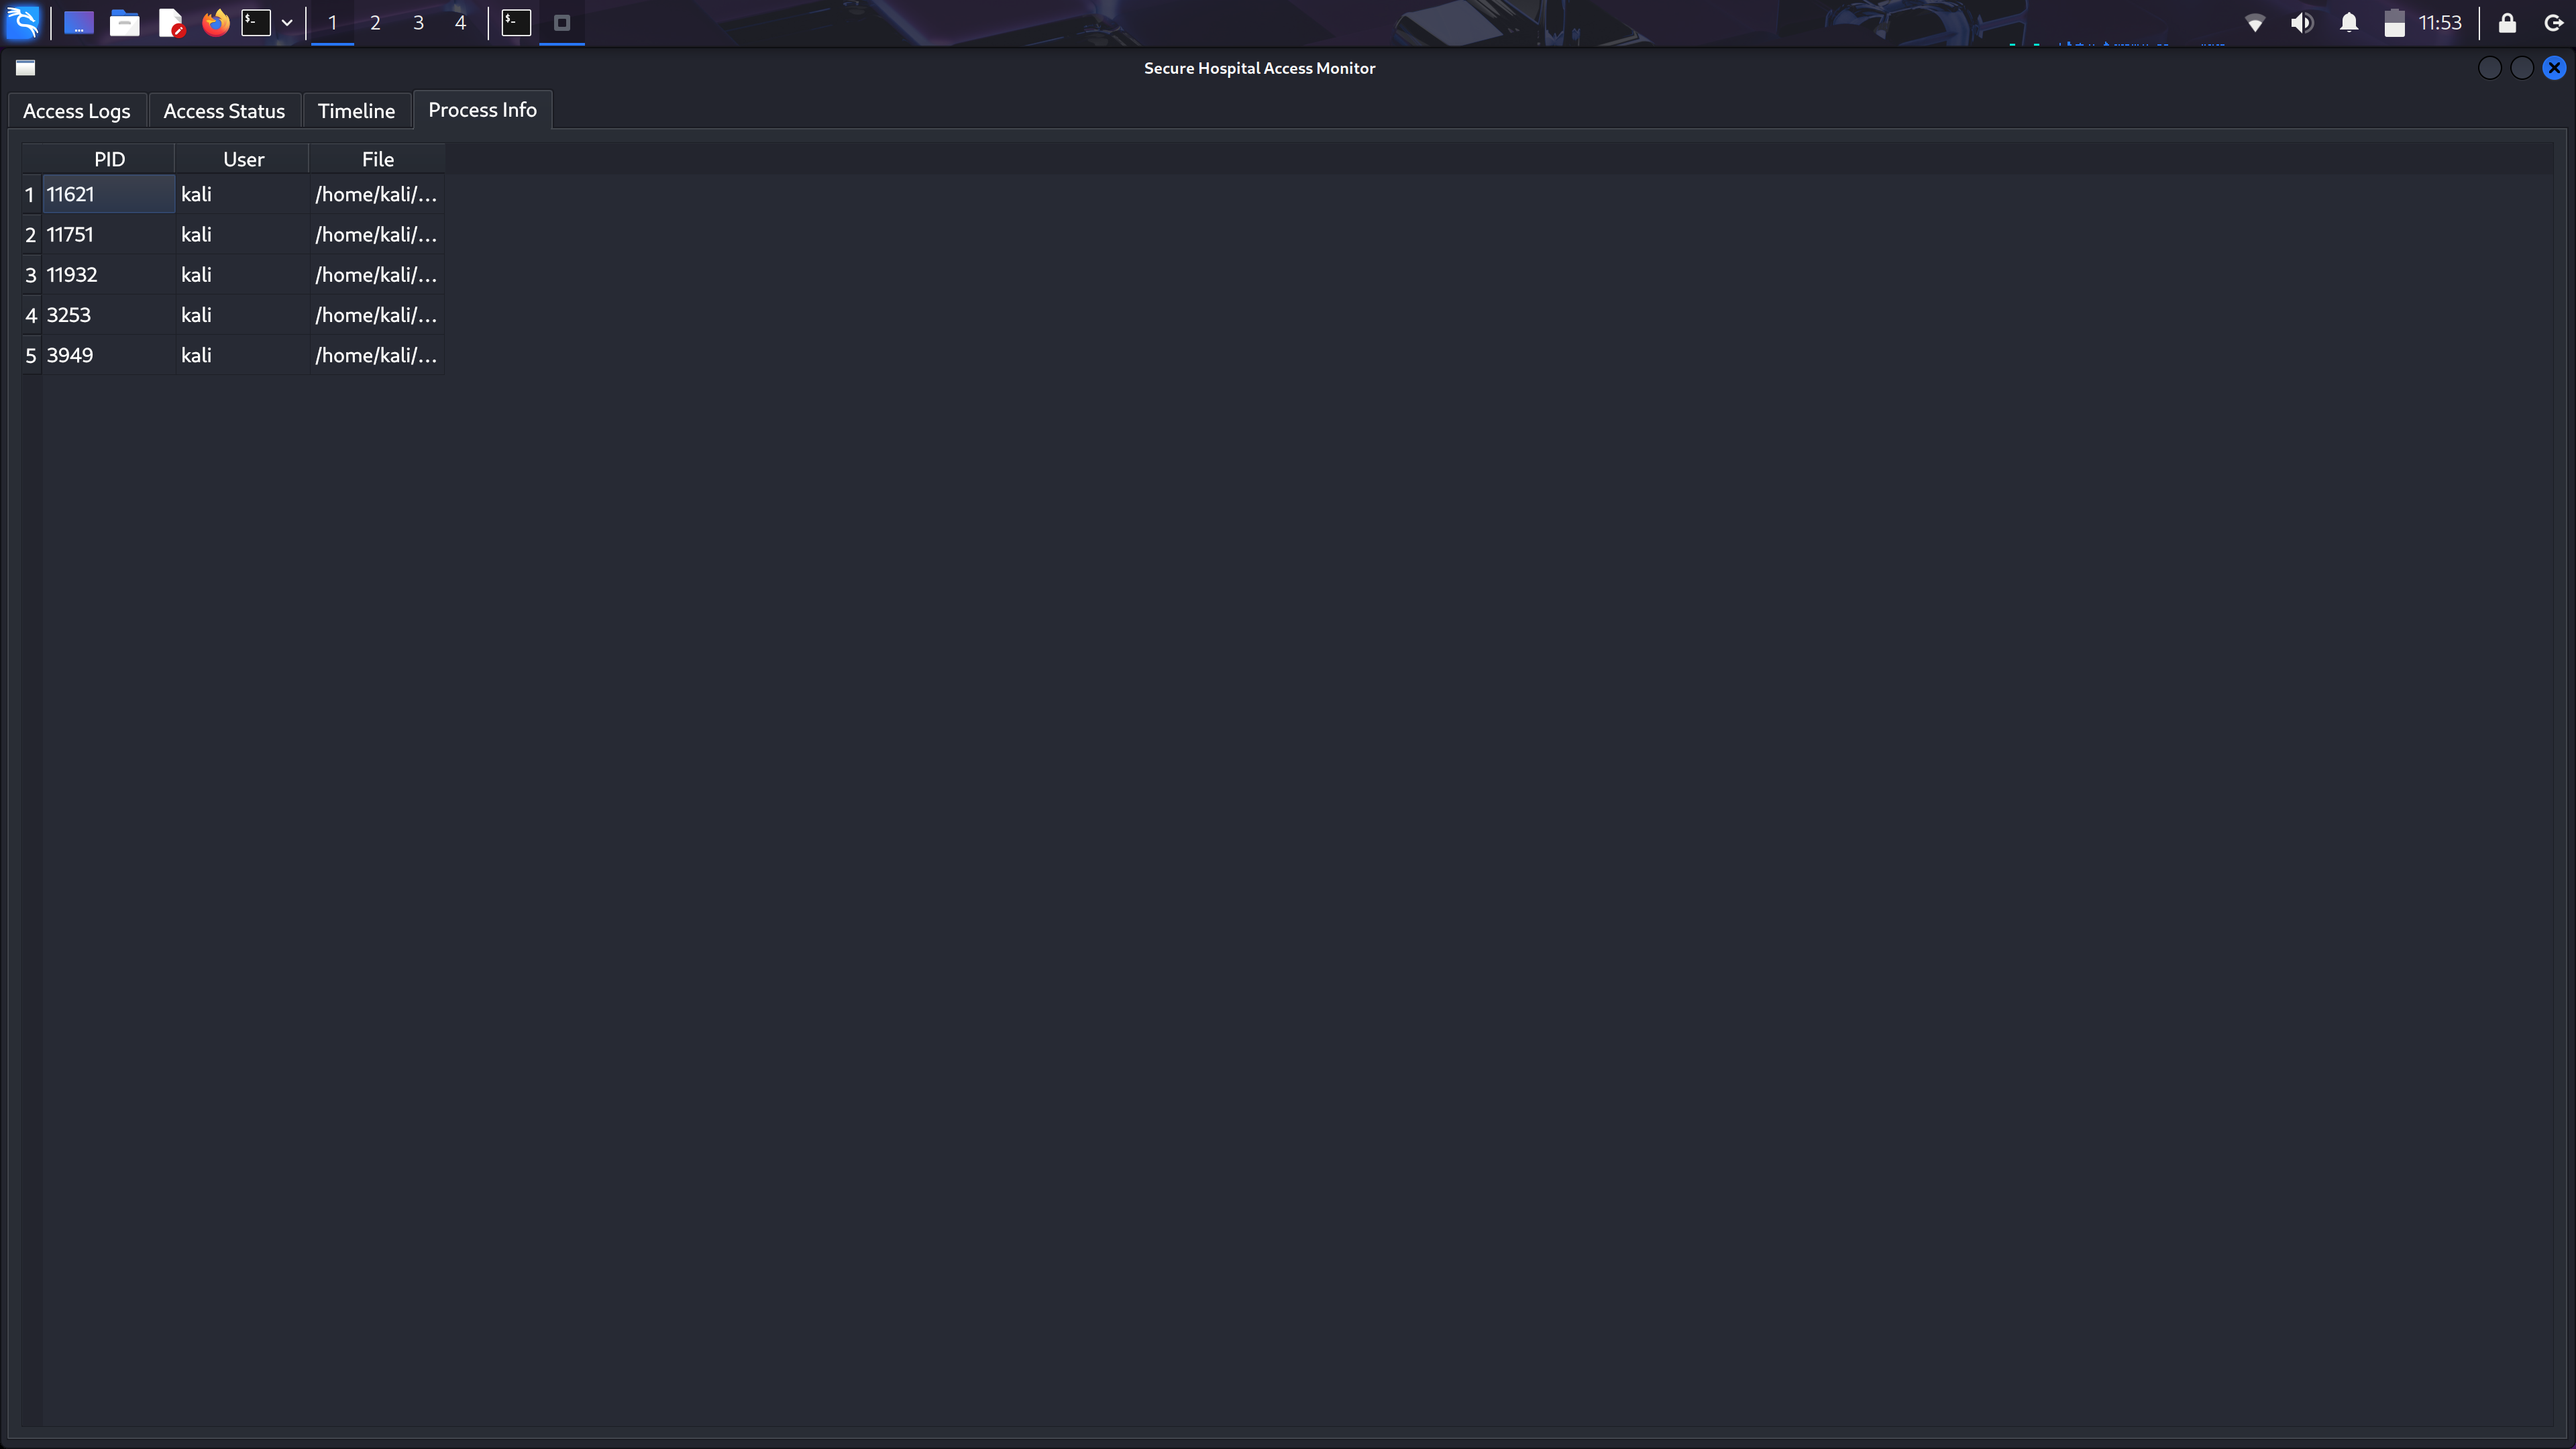 $- 1 2 3 4 $- 11:53
Secure Hospital Access Monitor
Access Logs Access Status Timeline Process Info
PID User File
1 11621 kali /home/kali/...
2 11751 kali /home/kali/...
3 11932 kali /home/kali/...
4 3253 kali /home/kali/...
5 3949 kali /home/kali/...